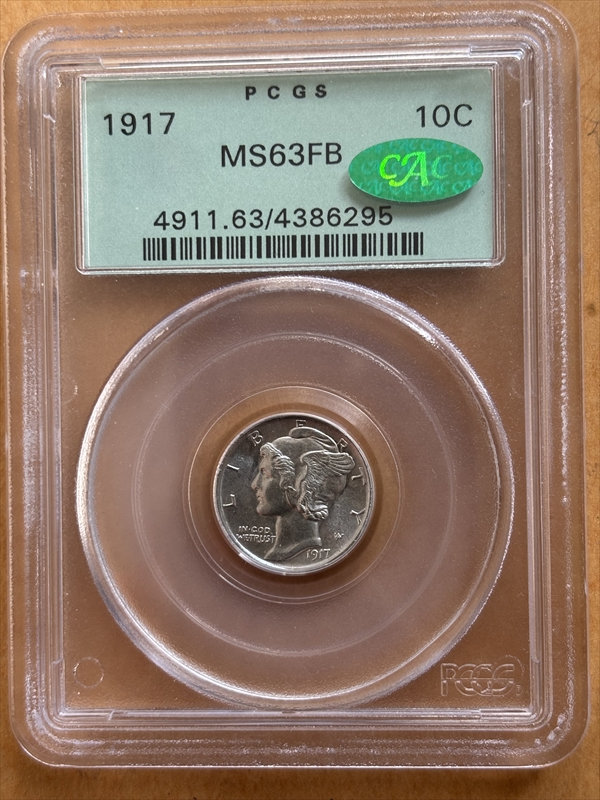 PCGS
1917 10C
MS63FB
CAC
4911.63/4386295
LIBERTY
IN·GOD
WE TRUST
1917
PCGS